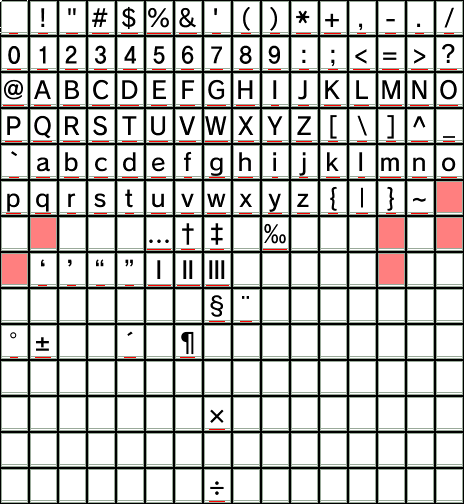 ! " # $ % & ' ( ) * + , - . /
0 1 2 3 4 5 6 7 8 9 : ; < = > ?
@ A B C D E F G H I J K L M N O
P Q R S T U V W X Y Z [ \ ] ^ _
` a b c d e f g h i j k l m n o
p q r s t u v w x y z { | } ~
… † ‡ ‰
‘ ’ “ ” I II III
§ ¨
° ± ´ ¶
×
÷